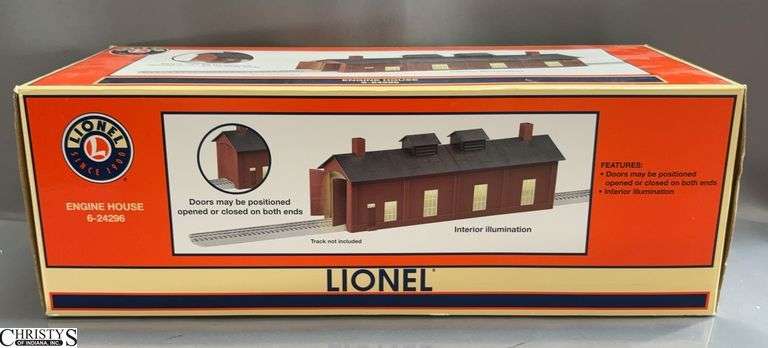 ENGINE HOUSE
LIONEL
SINCE 1900
L
ENGINE HOUSE
6-24296
Doors may be positioned
opened or closed on both ends
Track not included
Interior illumination
FEATURES:
• Doors may be positioned
opened or closed on both ends
• Interior illumination
LIONEL
CHRISTY'S
OF INDIANA, INC.